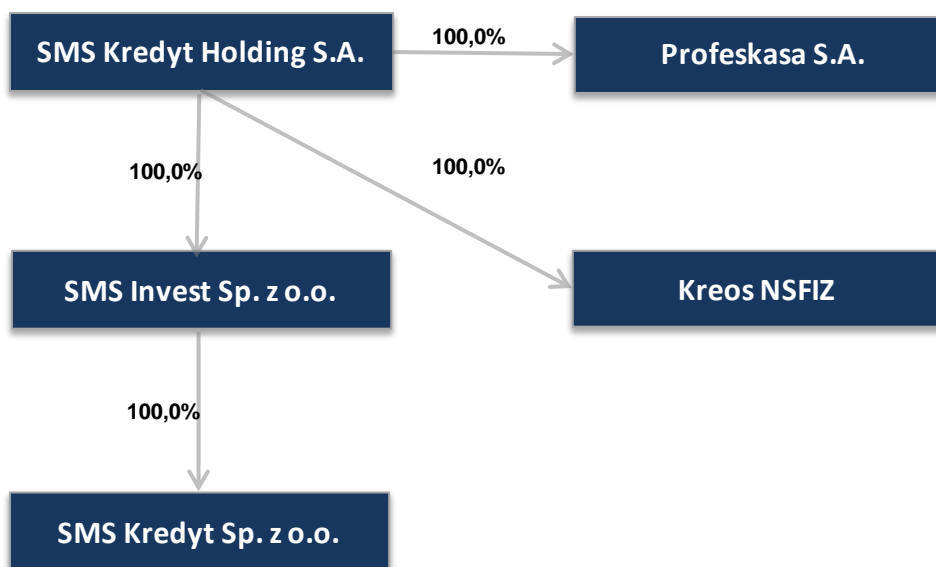 SMS Kredyt Holding S.A.
100,0%
Profeskasa S.A.
100,0%
100,0%
SMS Invest Sp. z o.o.
Kreos NSFIZ
100,0%
SMS Kredyt Sp. z o.o.